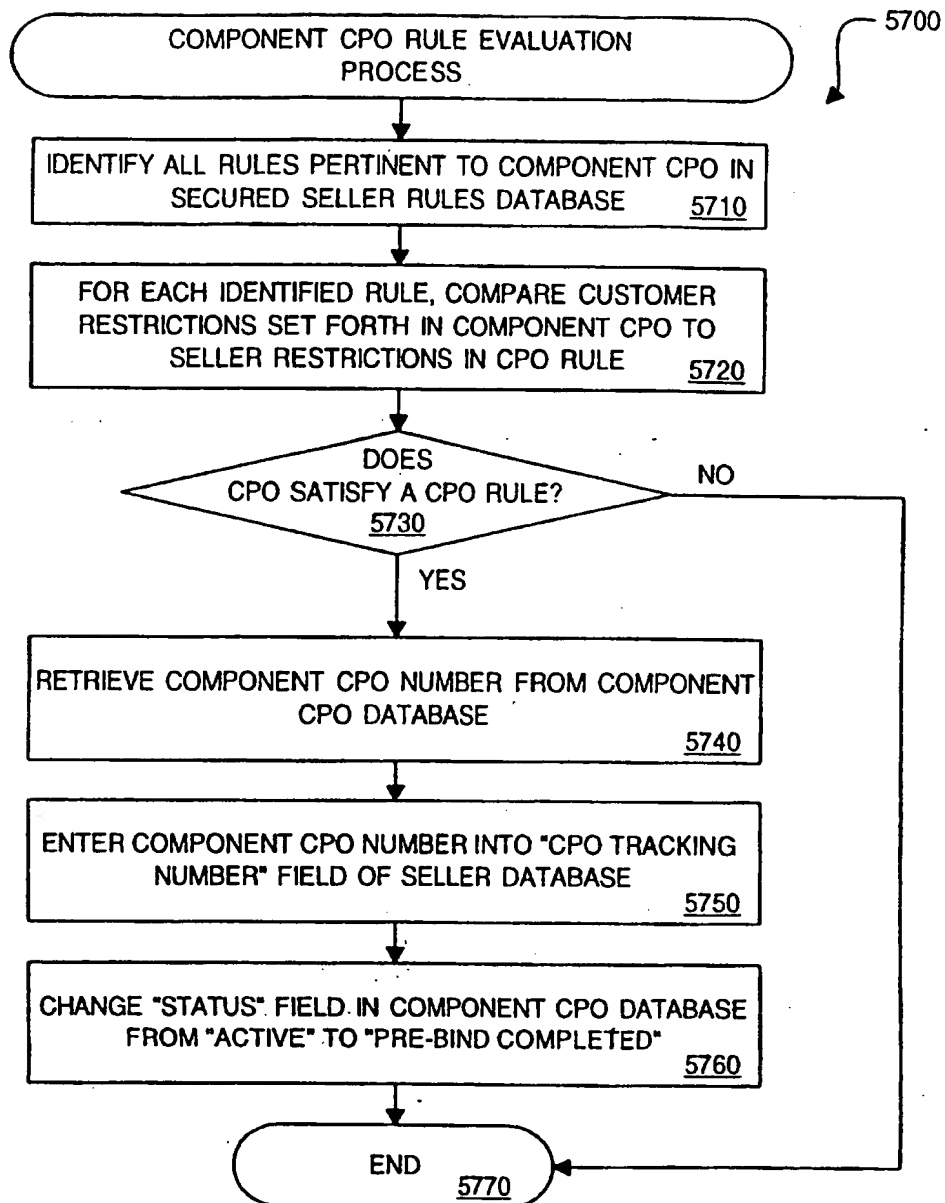 5700
COMPONENT CPO RULE EVALUATION
PROCESS
IDENTIFY ALL RULES PERTINENT TO COMPONENT CPO IN
SECURED SELLER RULES DATABASE 5710
FOR EACH IDENTIFIED RULE, COMPARE CUSTOMER
RESTRICTIONS SET FORTH IN COMPONENT CPO TO
SELLER RESTRICTIONS IN CPO RULE 5720
DOES
CPO SATISFY A CPO RULE?
5730
NO
YES
RETRIEVE COMPONENT CPO NUMBER FROM COMPONENT
CPO DATABASE
5740
ENTER COMPONENT CPO NUMBER INTO "CPO TRACKING
NUMBER" FIELD OF SELLER DATABASE
5750
CHANGE "STATUS" FIELD IN COMPONENT CPO DATABASE
FROM "ACTIVE" TO "PRE-BIND COMPLETED"
5760
END
5770